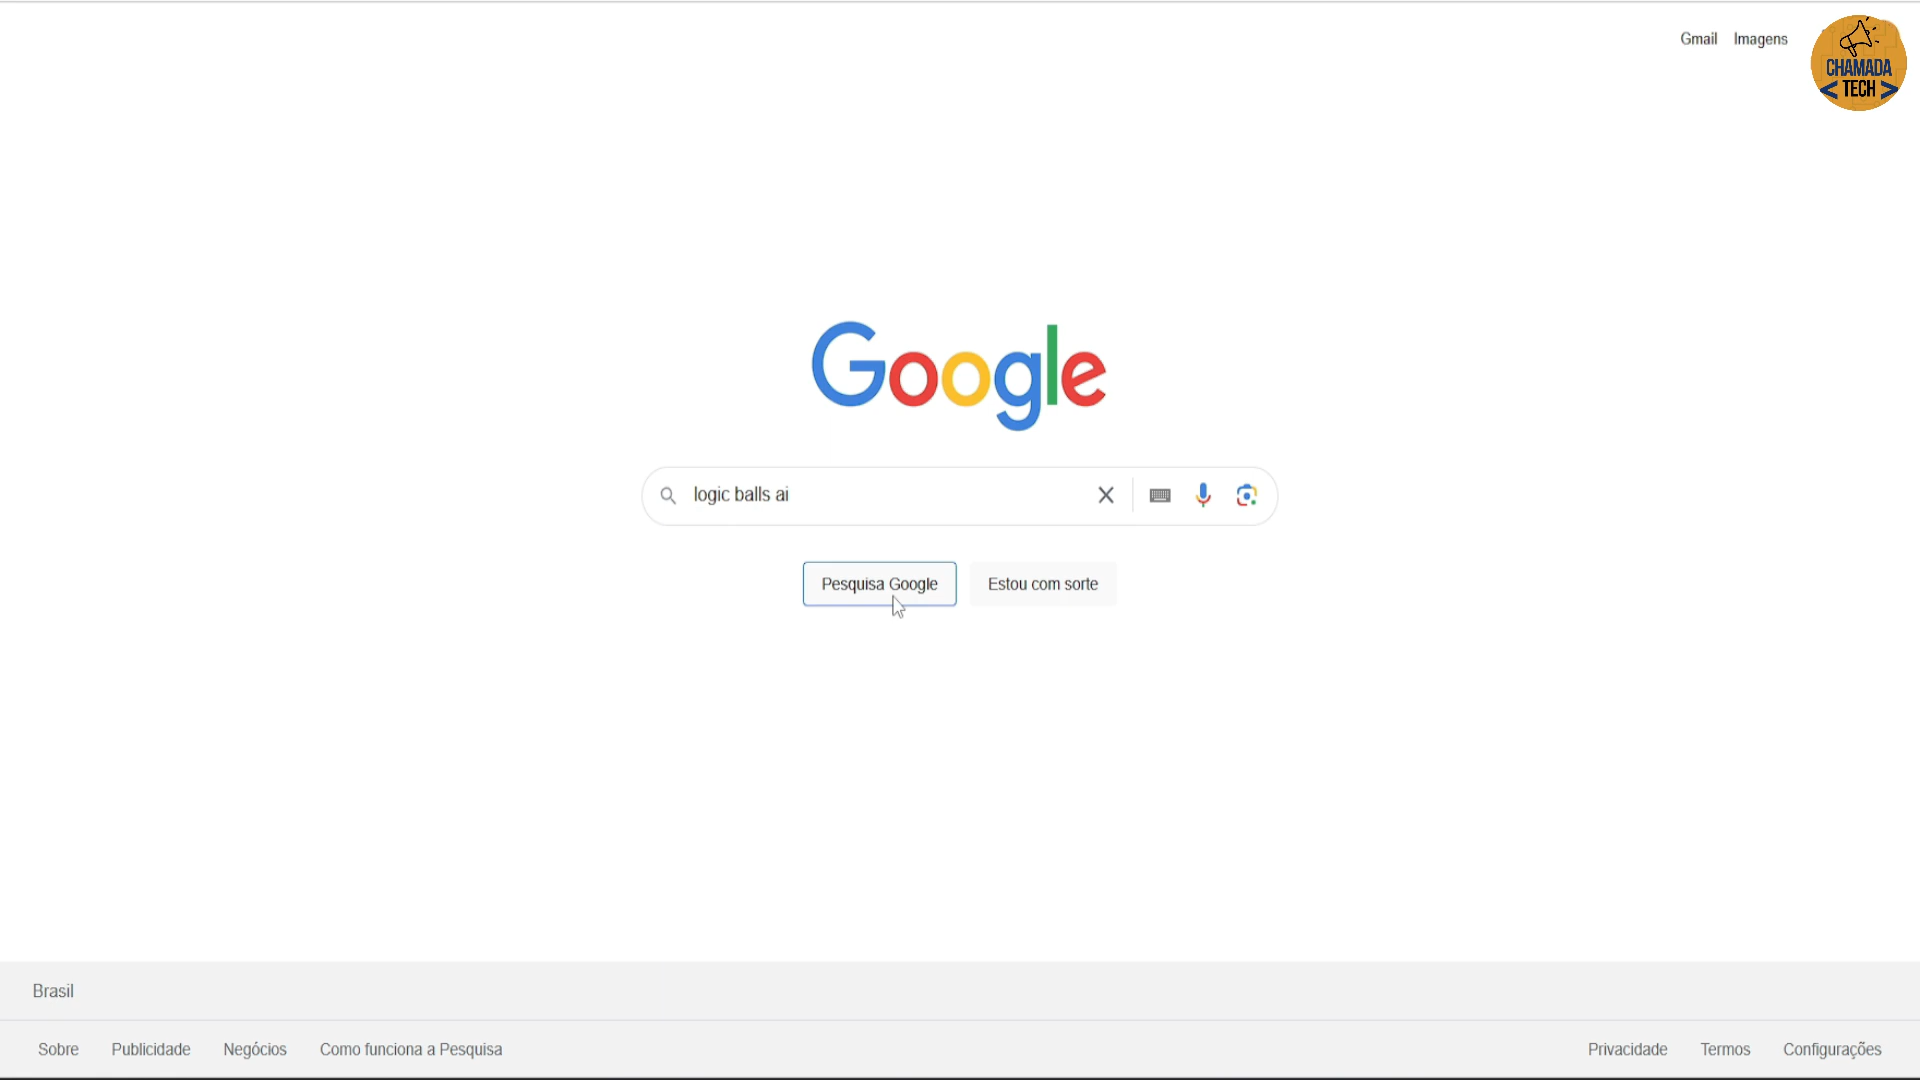 Gmail Imagens
CHAMADA
< TECH >
Google
logic balls ai
Pesquisa Google Estou com sorte
Brasil
Sobre Publicidade Negócios Como funciona a Pesquisa Privacidade Termos Configurações